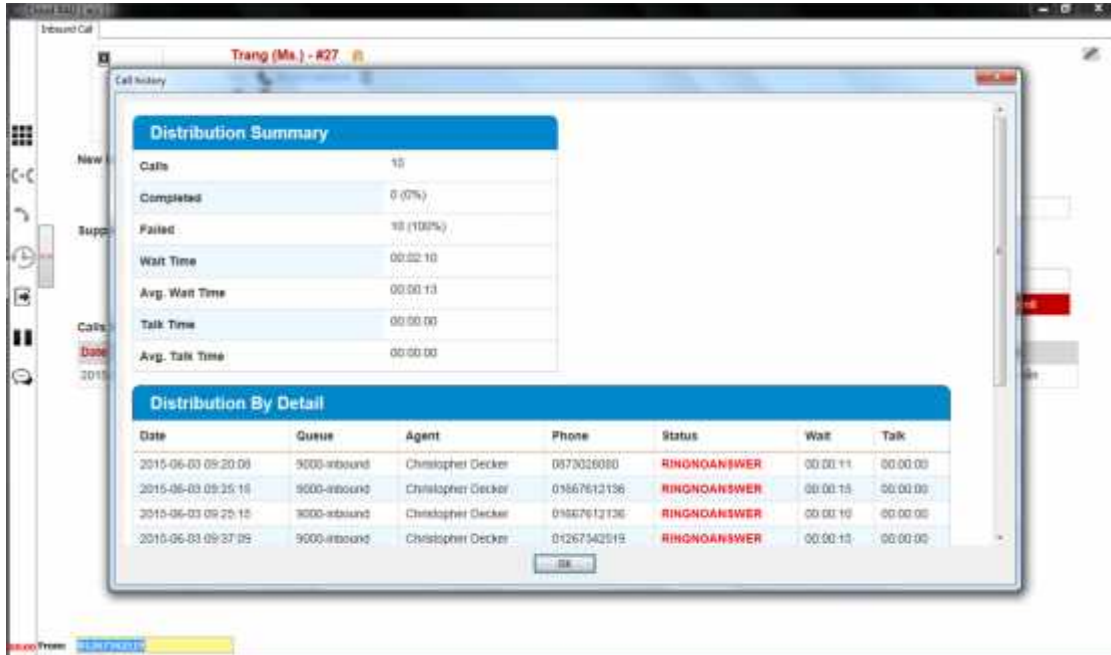 Inbound Call
Trang (Ms.) - #27
Call history
Distribution Summary
Calls 10
Completed 0 (0%)
Failed 10 (100%)
Wait Time 00:02:10
Avg. Wait Time 00:00:13
Talk Time 00:00:00
Avg. Talk Time 00:00:00
New
Supp
Calls
Date
2015
Distribution By Detail
Date Queue Agent Phone Status Wait Talk
2015-06-03 09:20:08 9000-inbound Christopher Decker 0873026080 RINGNOANSWER 00:00:11 00:00:00
2015-06-03 09:25:15 9000-inbound Christopher Decker 01667612136 RINGNOANSWER 00:00:15 00:00:00
2015-06-03 09:25:15 9000-inbound Christopher Decker 01667612136 RINGNOANSWER 00:00:10 00:00:00
2015-06-03 09:37:09 9000-inbound Christopher Decker 01267342519 RINGNOANSWER 00:00:15 00:00:00
OK
From: 01267342519